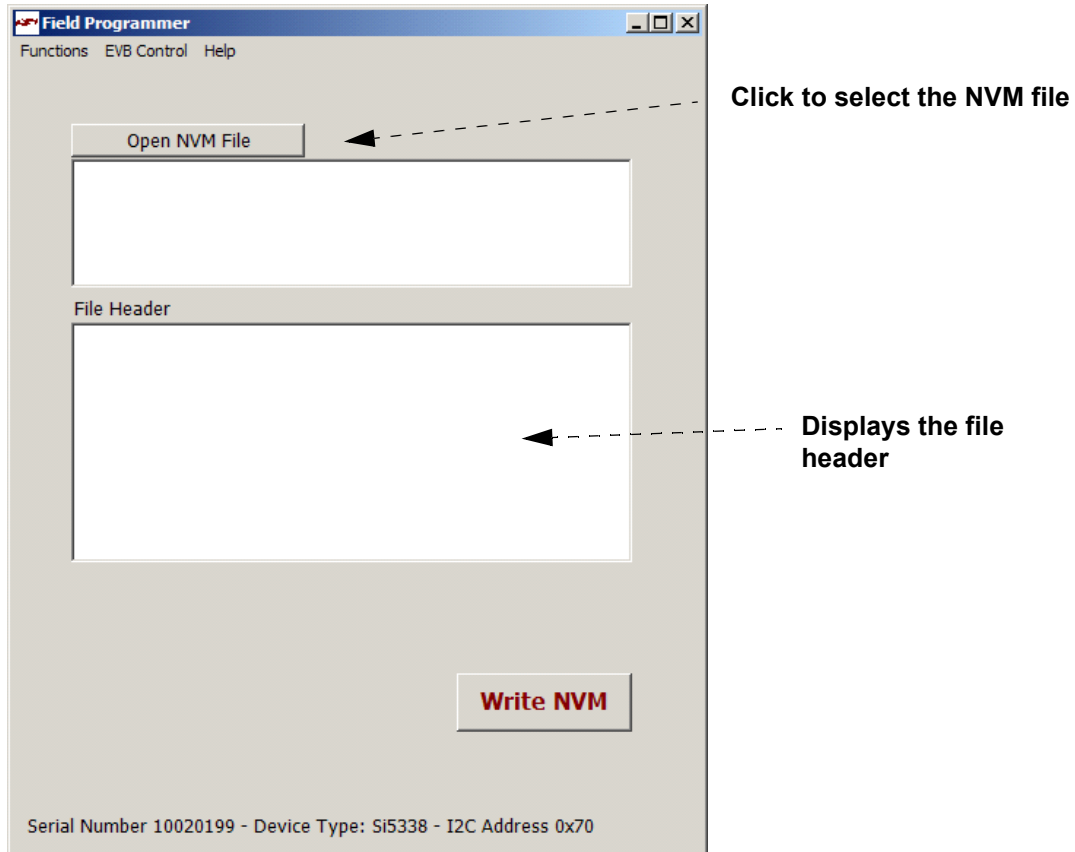 Field Programmer
Functions EVB Control Help
Click to select the NVM file
Open NVM File
File Header
Displays the file
header
Write NVM
Serial Number 10020199 - Device Type: Si5338 - I2C Address 0x70